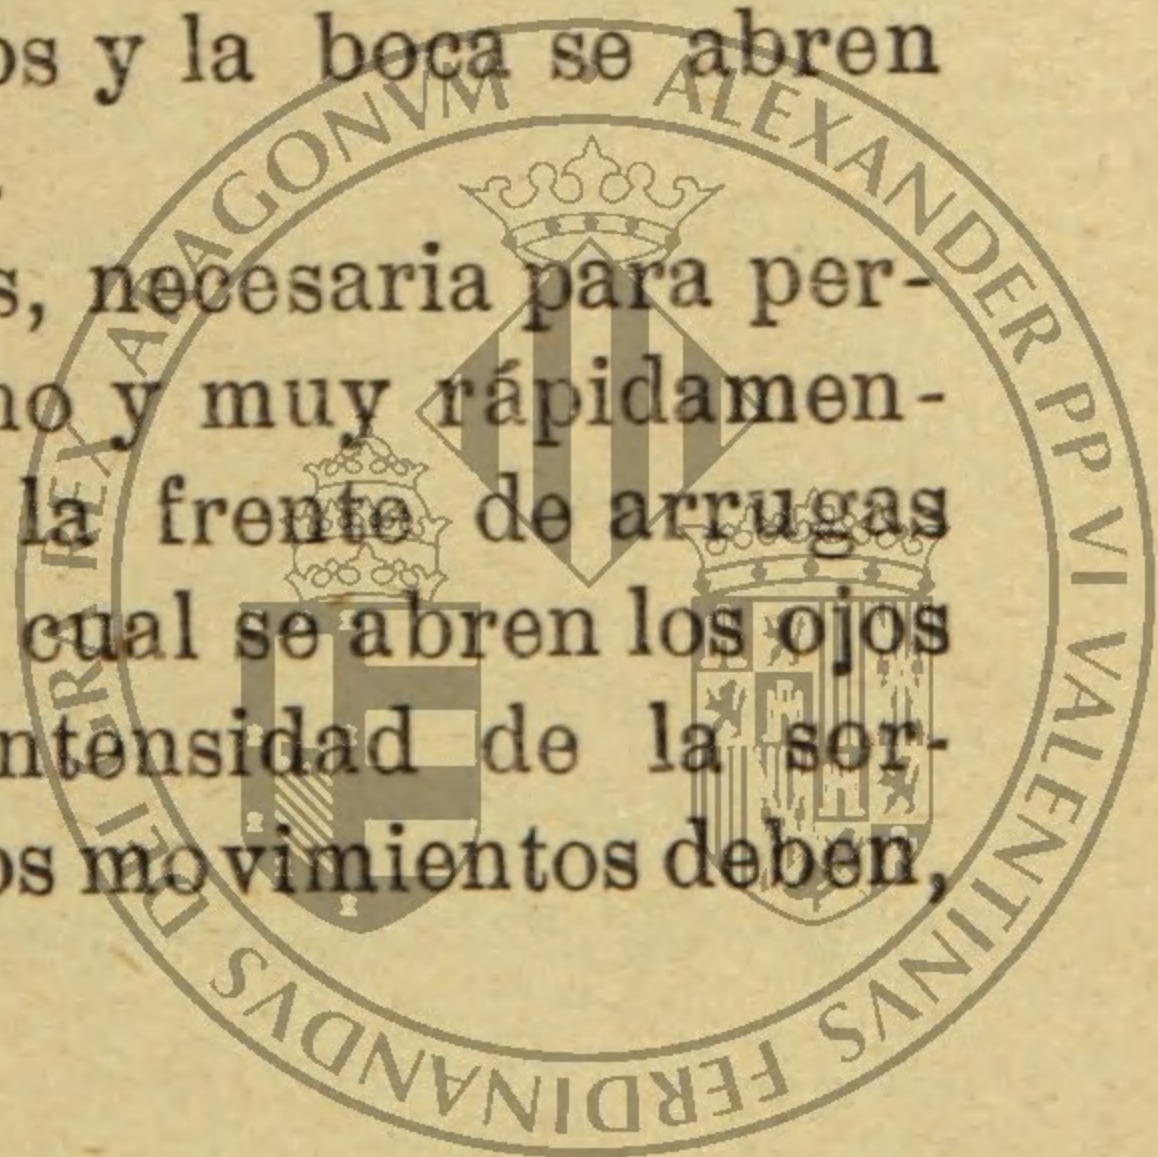 os y la boca se abren
s, necesaria para per-
no y muy rápidamen-
la frente de arrugas
cual se abren los ojos
ntensidad de la sor-
os movimientos deben,
ALEXANDER PP VI VALENTINVS FERDINANDVS DEI GRA REX ARAGONVM